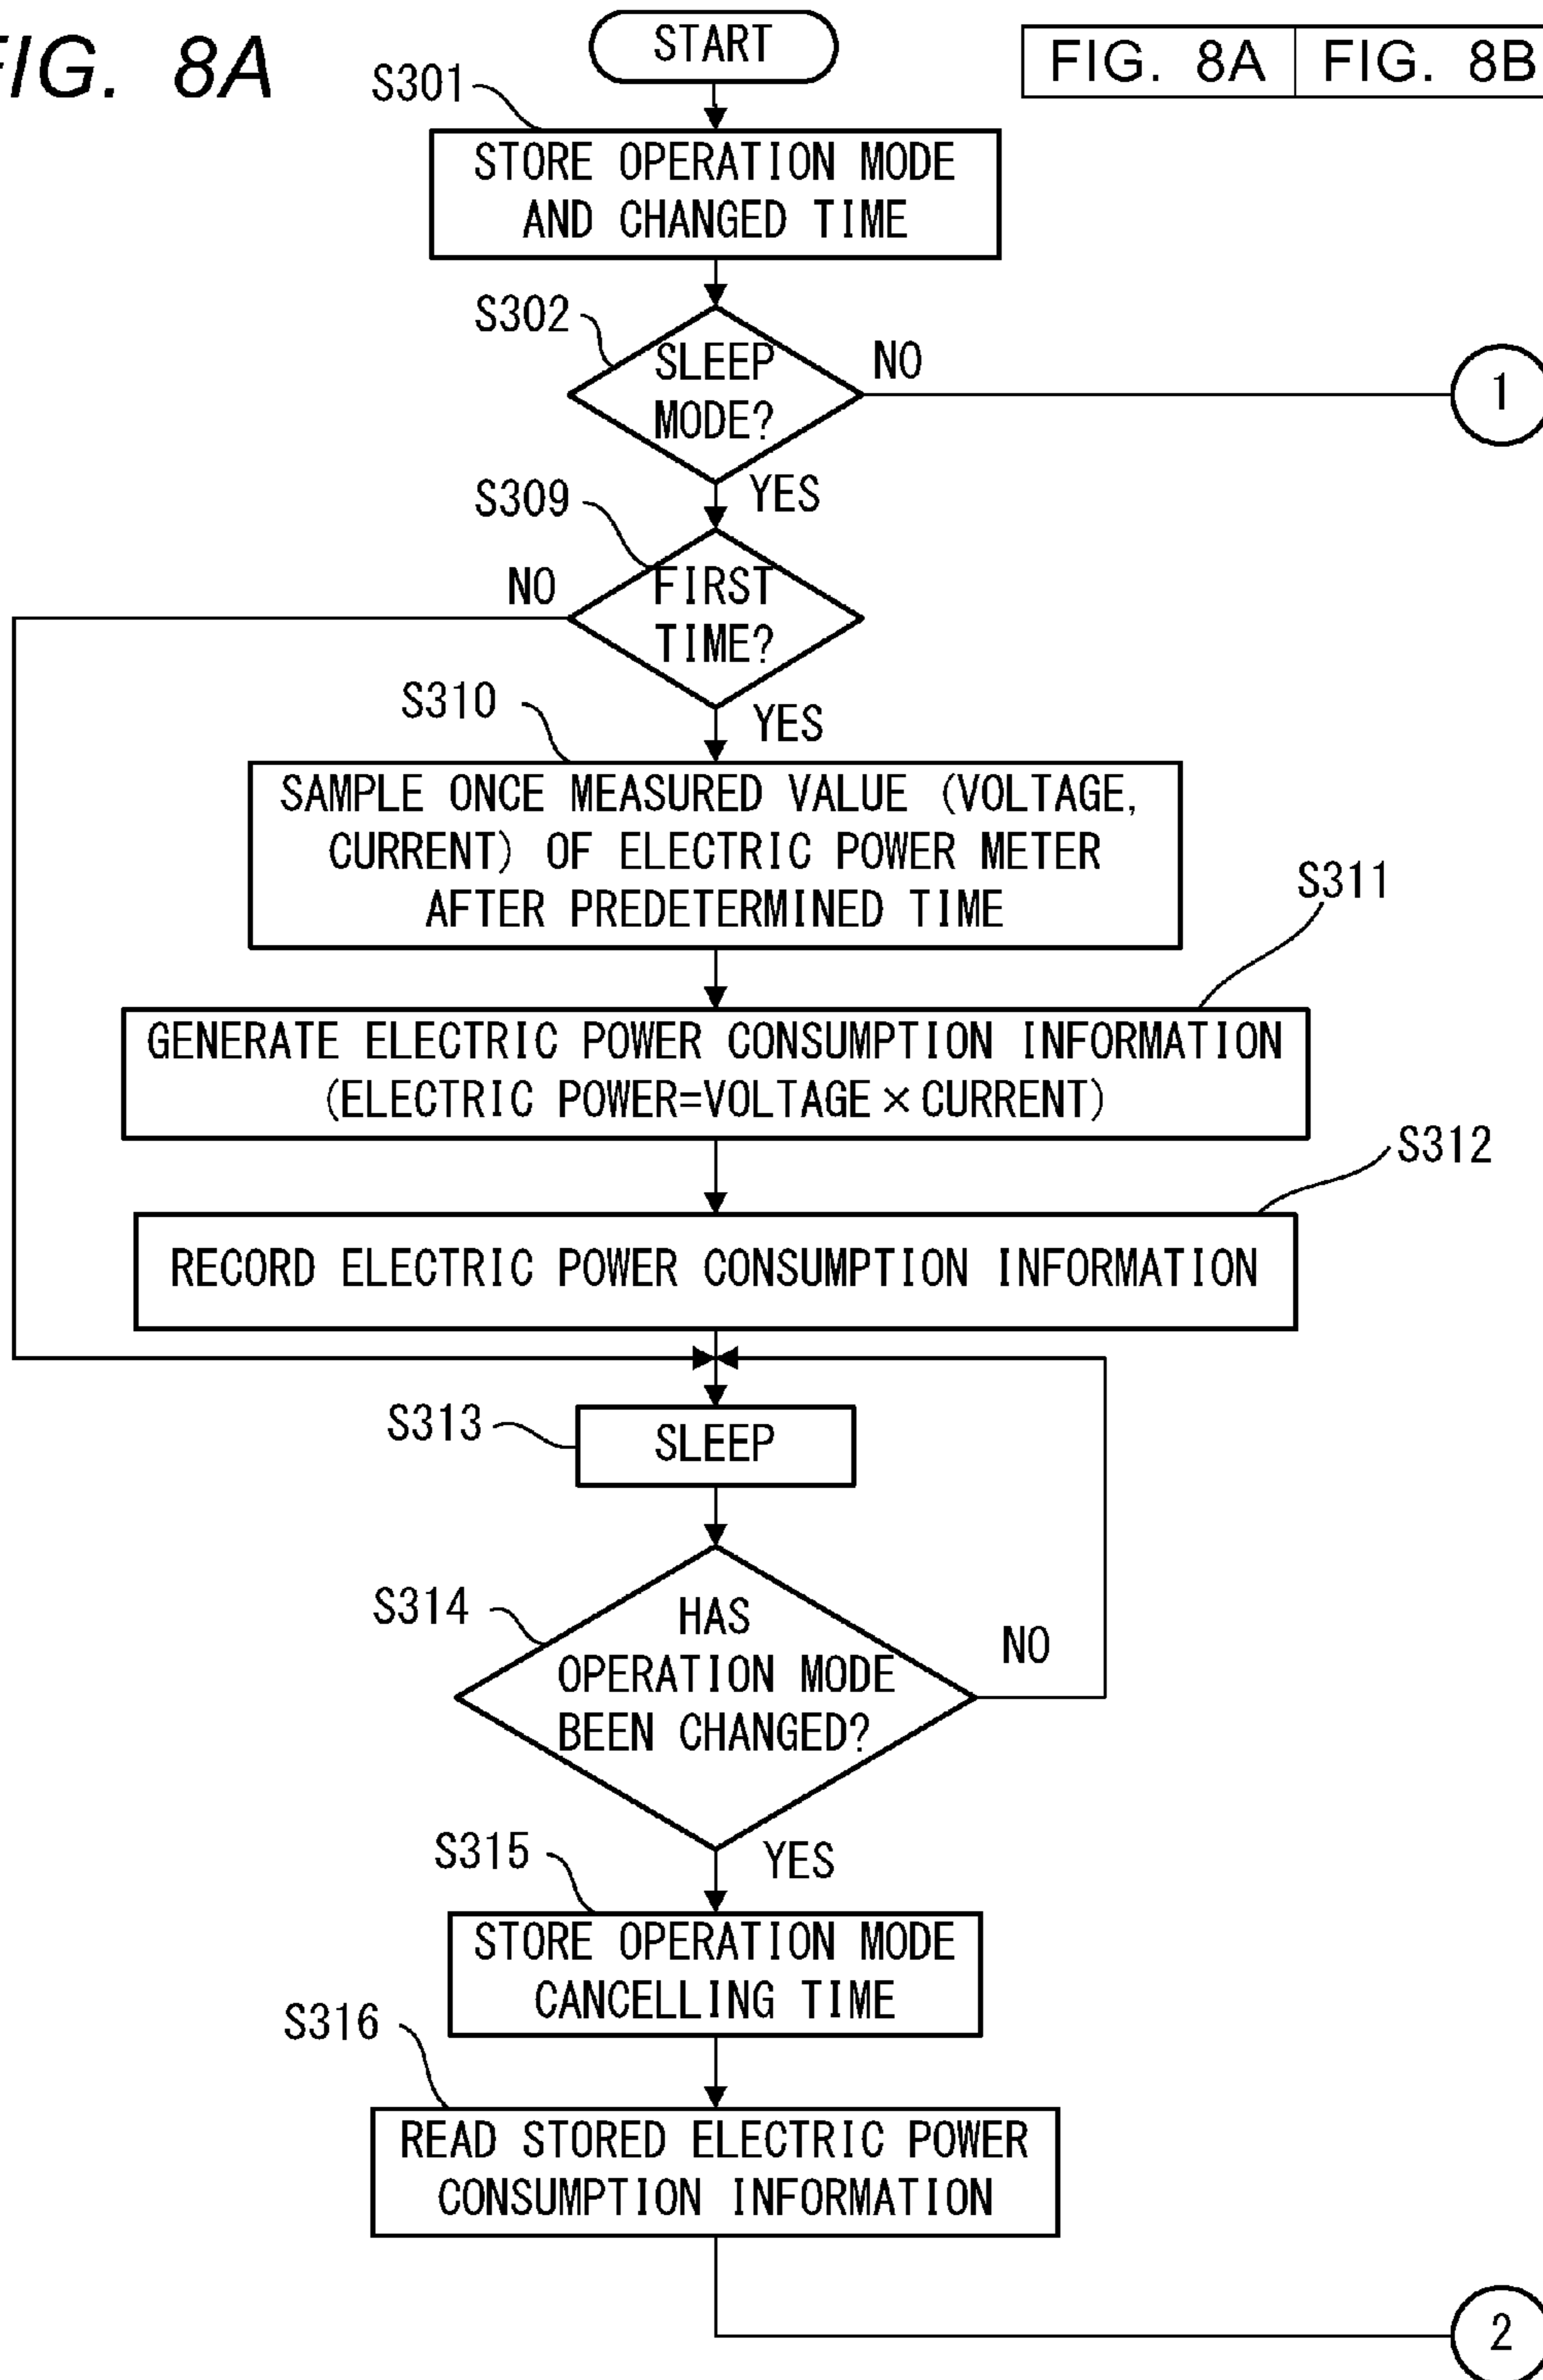 FIG. 8A
START
FIG. 8A FIG. 8B
S301
STORE OPERATION MODE
AND CHANGED TIME
S302
SLEEP
MODE?
NO
1
YES
S309
FIRST
TIME?
NO
YES
S310
SAMPLE ONCE MEASURED VALUE (VOLTAGE,
CURRENT) OF ELECTRIC POWER METER
AFTER PREDETERMINED TIME
S311
GENERATE ELECTRIC POWER CONSUMPTION INFORMATION
(ELECTRIC POWER=VOLTAGE×CURRENT)
S312
RECORD ELECTRIC POWER CONSUMPTION INFORMATION
S313
SLEEP
S314
HAS
OPERATION MODE
BEEN CHANGED?
NO
YES
S315
STORE OPERATION MODE
CANCELLING TIME
S316
READ STORED ELECTRIC POWER
CONSUMPTION INFORMATION
2